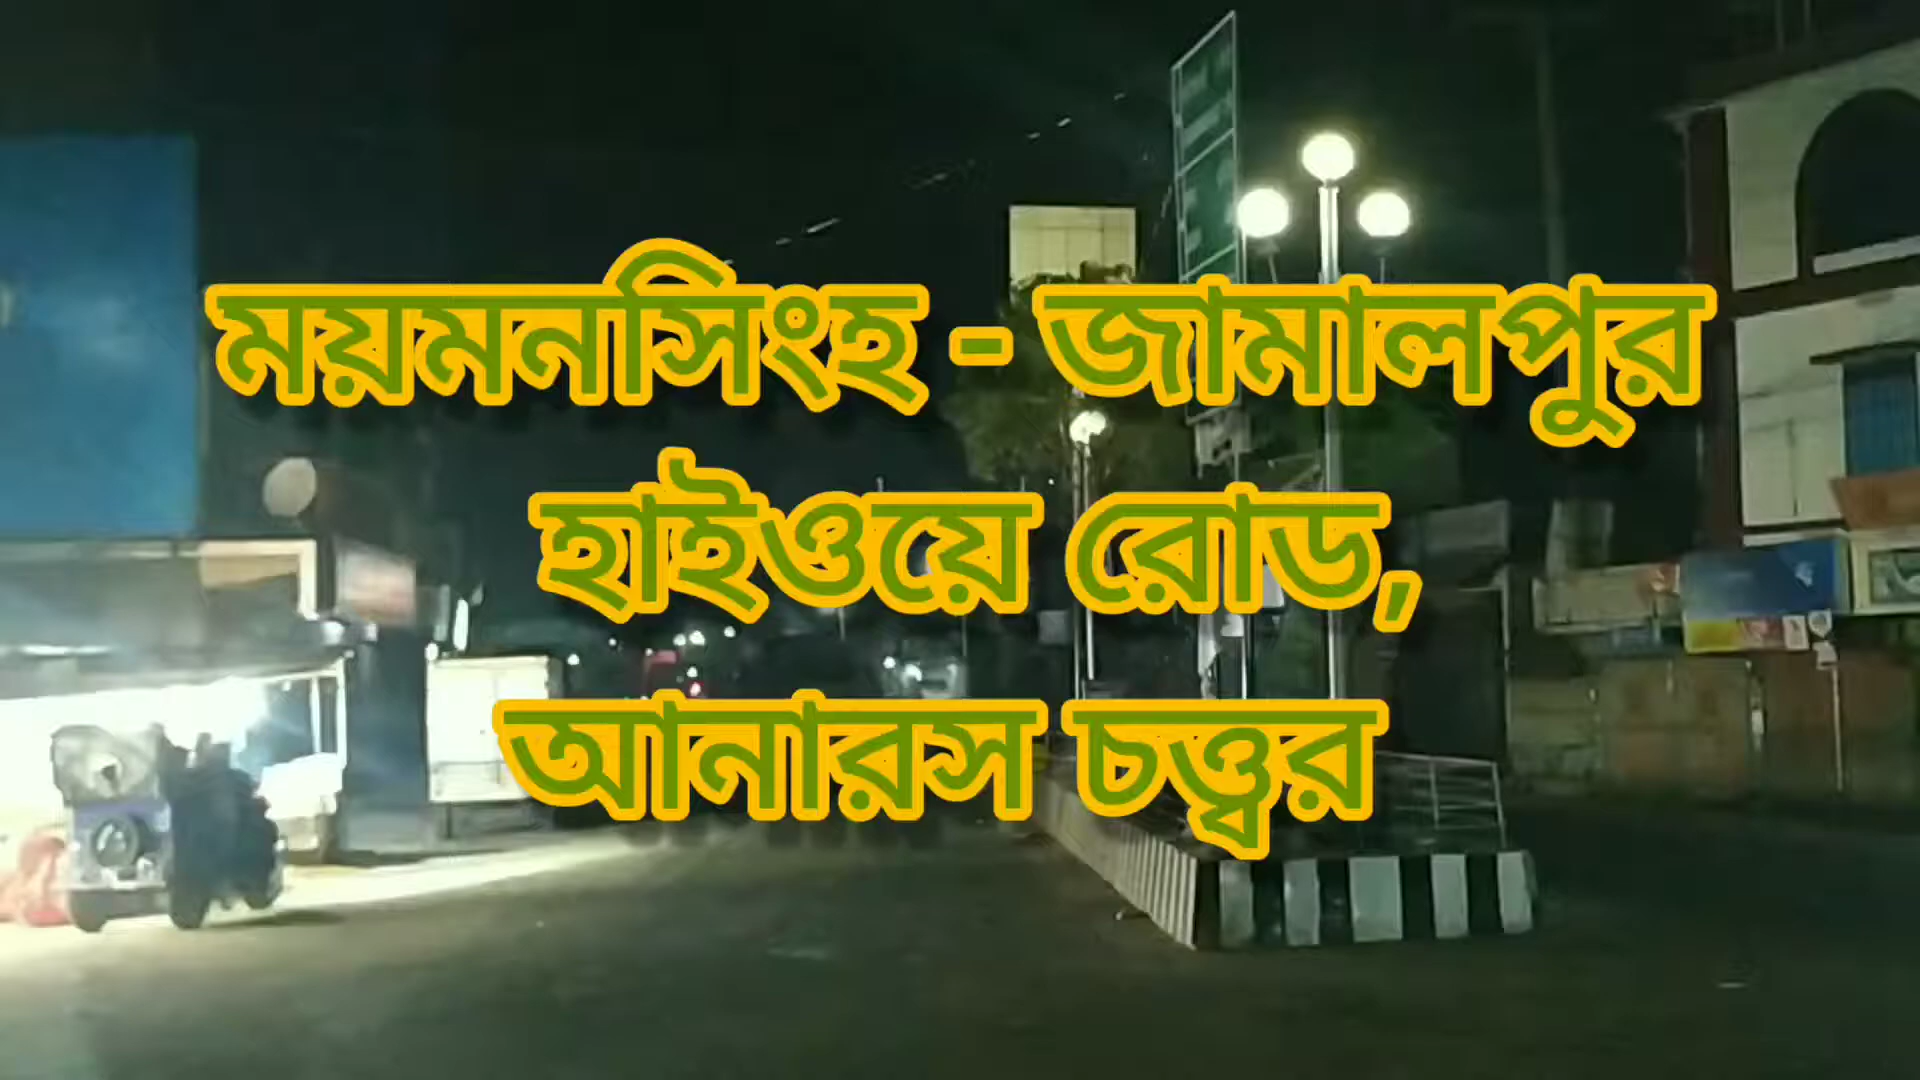 ময়মনসিংহ - জামালপুর
হাইওয়ে রোড,
আনারস চত্ত্বর